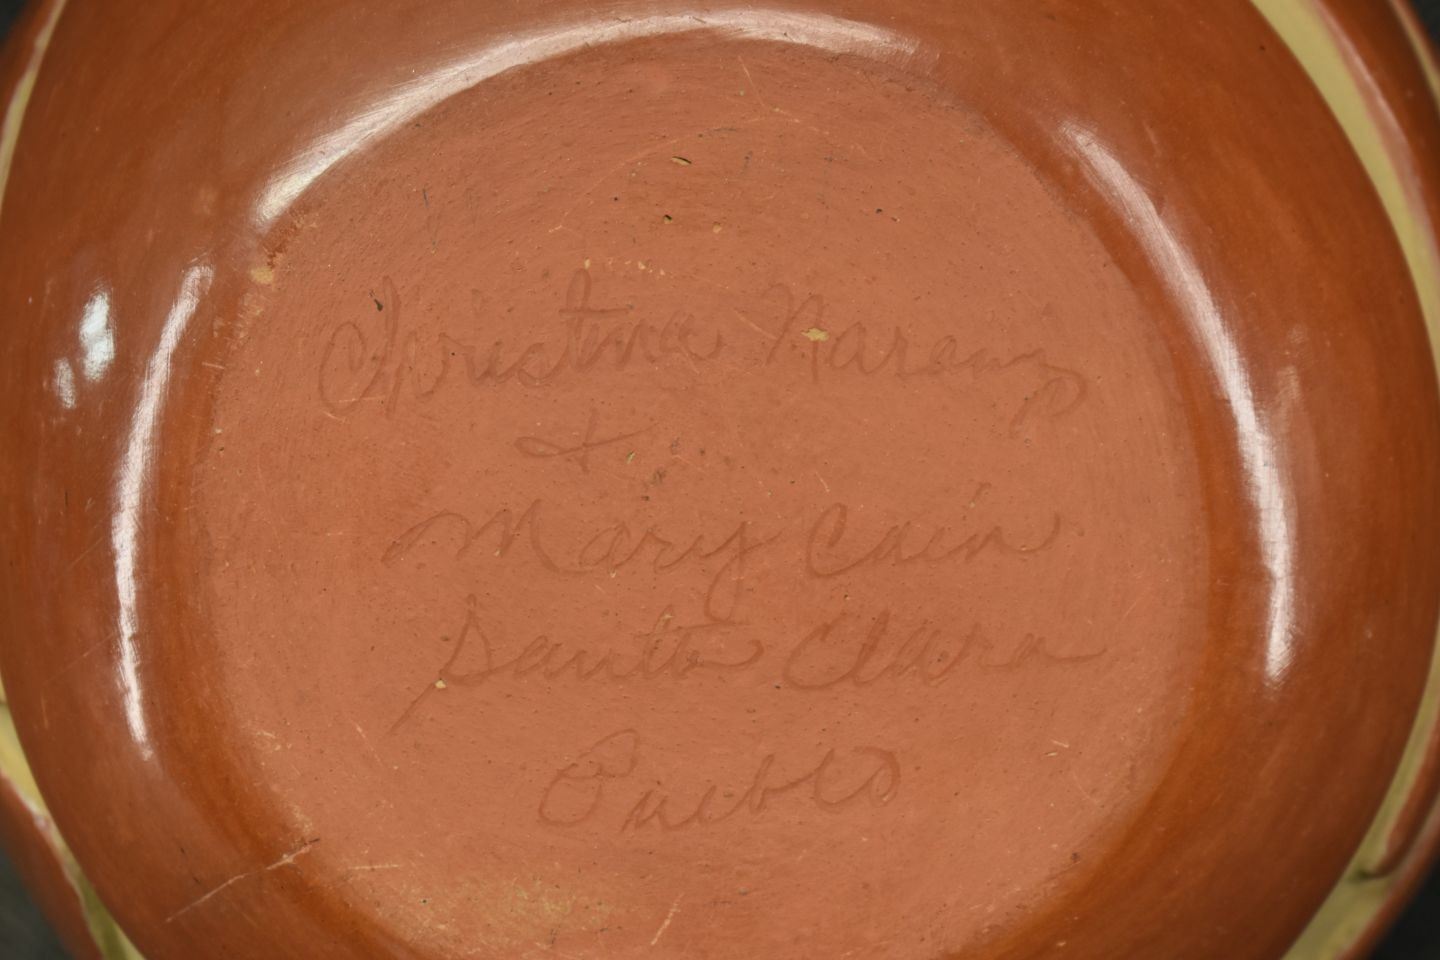 Christina Naranjo
+
Mary Cain
Santa Clara
Pueblo